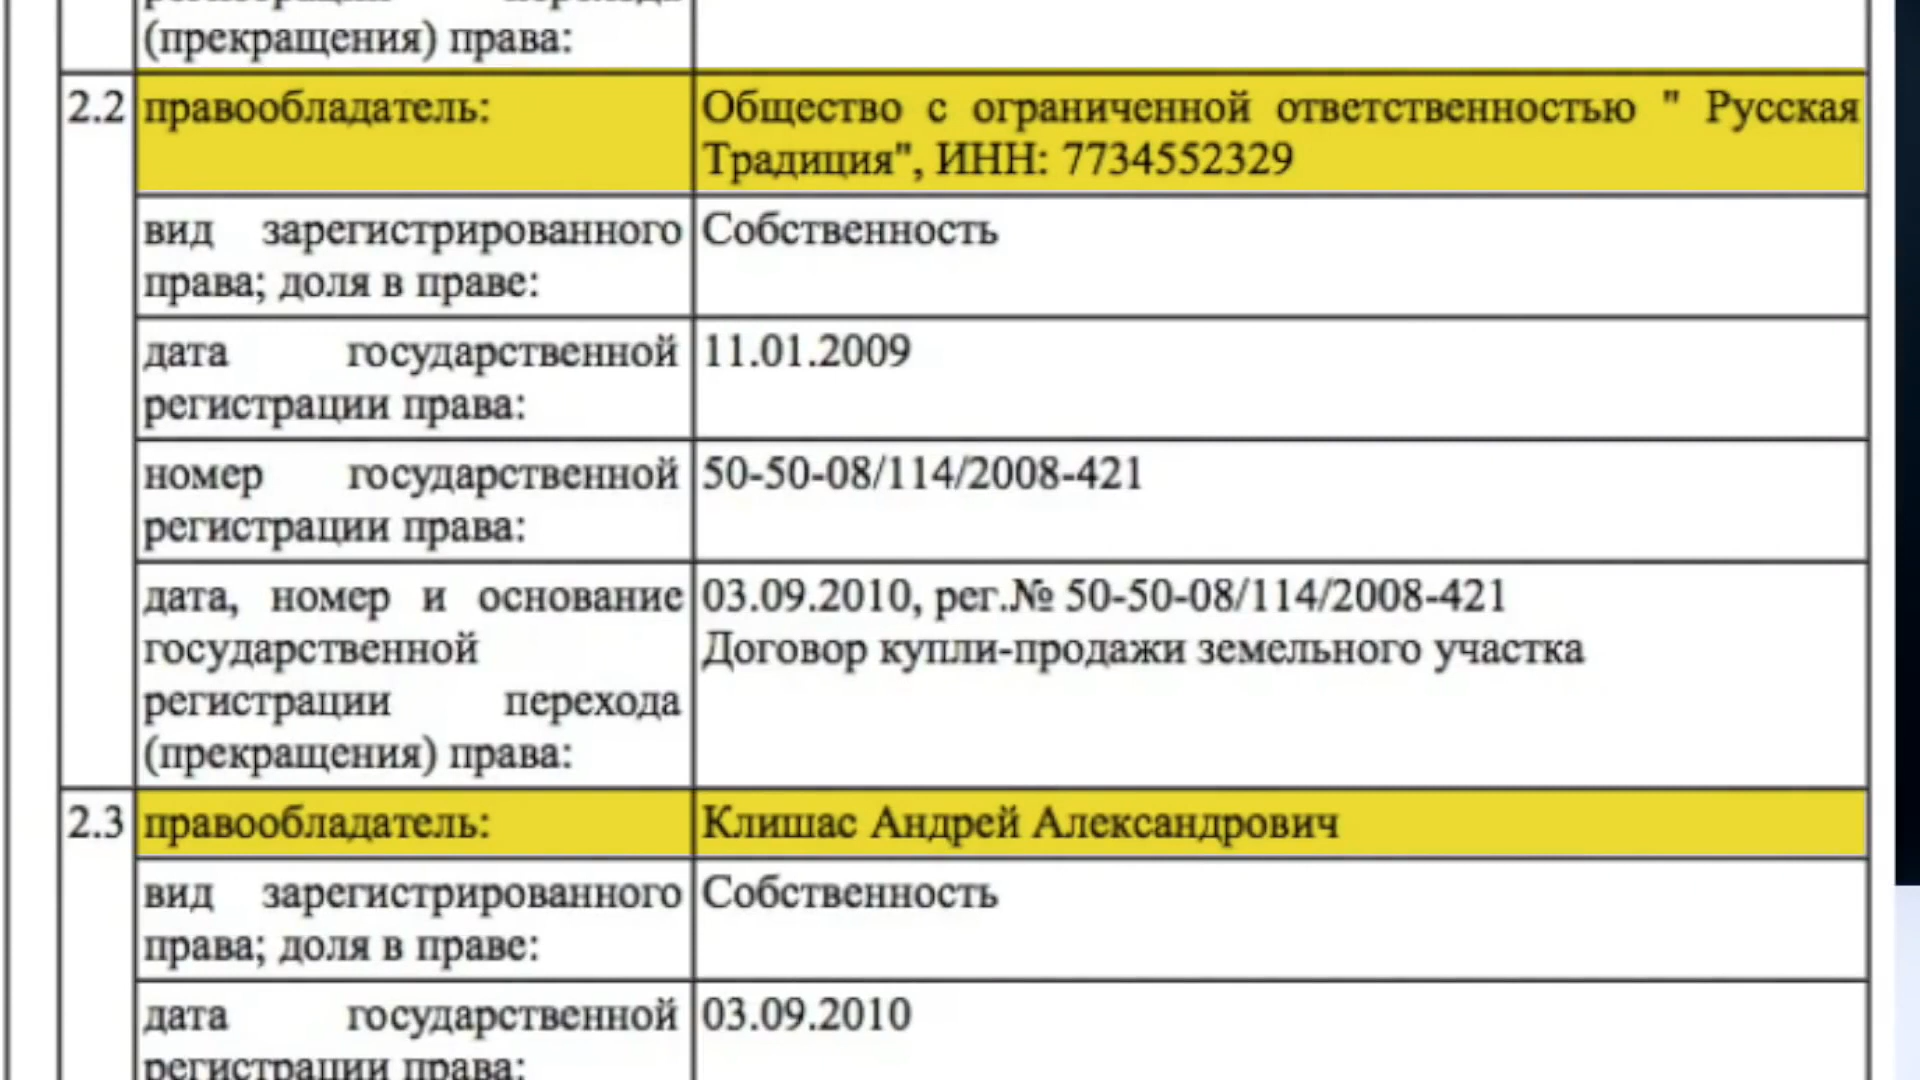 регистрации перехода
(прекращения) права:
2.2 правообладатель: Общество с ограниченной ответственностью " Русская
Традиция", ИНН: 7734552329
вид зарегистрированного Собственность
права; доля в праве:
дата государственной 11.01.2009
регистрации права:
номер государственной 50-50-08/114/2008-421
регистрации права:
дата, номер и основание 03.09.2010, рег.№ 50-50-08/114/2008-421
государственной Договор купли-продажи земельного участка
регистрации перехода
(прекращения) права:
2.3 правообладатель: Клишас Андрей Александрович
вид зарегистрированного Собственность
права; доля в праве:
дата государственной 03.09.2010
регистрации права: